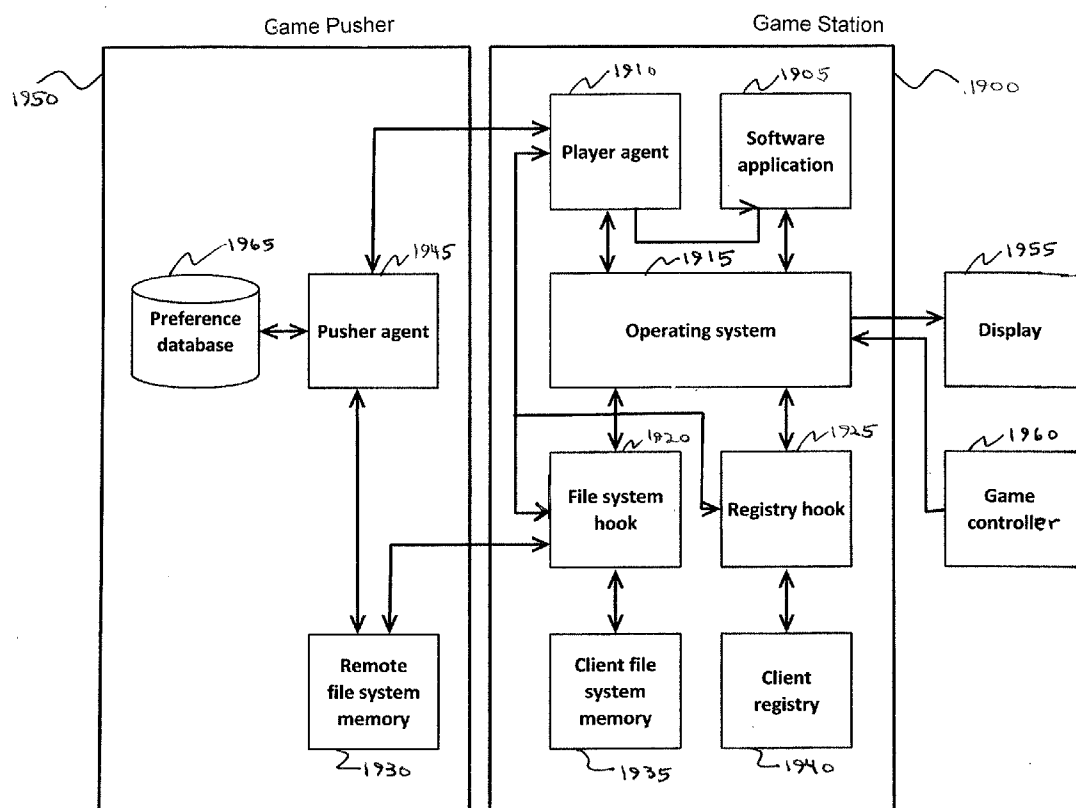 Game Pusher
Game Station
1950
1910
1905
1900
Player agent
Software
application
1965
1945
1915
1955
Preference
database
Pusher agent
Operating system
Display
1920
1925
1960
File system
hook
Registry hook
Game
controller
Remote
file system
memory
Client file
system
memory
Client
registry
1930
1935
1940